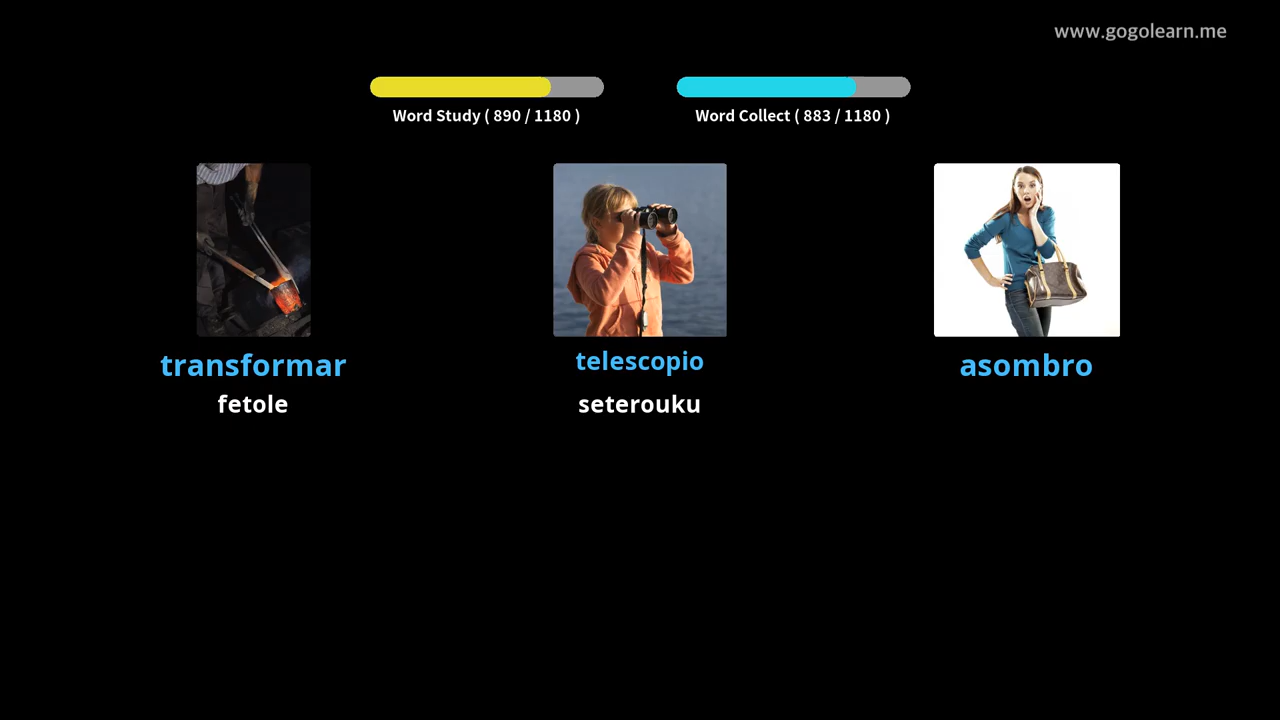 www.gogolearn.me
Word Study ( 890 / 1180 )
Word Collect ( 883 / 1180 )
transformar
telescopio
asombro
fetole
seterouku